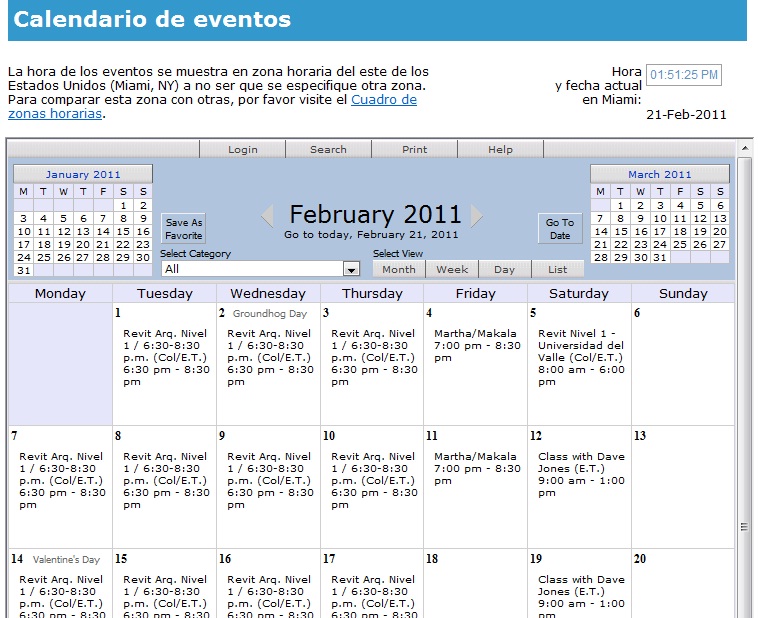 Calendario de eventos
La hora de los eventos se muestra en zona horaria del este de los
Estados Unidos (Miami, NY) a no ser que se especifique otra zona.
Para comparar esta zona con otras, por favor visite el Cuadro de
zonas horarias.
Hora
y fecha actual
en Miami:
01:51:25 PM
21-Feb-2011
Login Search Print Help
January 2011
M T W T F S S
1 2
3 4 5 6 7 8 9
10 11 12 13 14 15 16
17 18 19 20 21 22 23
24 25 26 27 28 29 30
31
Save As
Favorite
February 2011
Go to today, February 21, 2011
Go To
Date
Select Category
All
Select View
Month Week Day List
March 2011
M T W T F S S
1 2 3 4 5 6
7 8 9 10 11 12 13
14 15 16 17 18 19 20
21 22 23 24 25 26 27
28 29 30 31
Monday Tuesday Wednesday Thursday Friday Saturday Sunday
1
Revit Arq. Nivel
1 / 6:30-8:30
p.m. (Col/E.T.)
6:30 pm - 8:30
pm
2 Groundhog Day
Revit Arq. Nivel
1 / 6:30-8:30
p.m. (Col/E.T.)
6:30 pm - 8:30
pm
3
Revit Arq. Nivel
1 / 6:30-8:30
p.m. (Col/E.T.)
6:30 pm - 8:30
pm
4
Martha/Makala
7:00 pm - 8:30
pm
5
Revit Nivel 1 -
Universidad del
Valle (Col/E.T.)
8:00 am - 6:00
pm
6
7
Revit Arq. Nivel
1 / 6:30-8:30
p.m. (Col/E.T.)
6:30 pm - 8:30
pm
8
Revit Arq. Nivel
1 / 6:30-8:30
p.m. (Col/E.T.)
6:30 pm - 8:30
pm
9
Revit Arq. Nivel
1 / 6:30-8:30
p.m. (Col/E.T.)
6:30 pm - 8:30
pm
10
Revit Arq. Nivel
1 / 6:30-8:30
p.m. (Col/E.T.)
6:30 pm - 8:30
pm
11
Martha/Makala
7:00 pm - 8:30
pm
12
Class with Dave
Jones (E.T.)
9:00 am - 1:00
pm
13
14 Valentine's Day
Revit Arq. Nivel
1 / 6:30-8:30
p.m. (Col/E.T.)
6:30 pm - 8:30
15
Revit Arq. Nivel
1 / 6:30-8:30
p.m. (Col/E.T.)
6:30 pm - 8:30
16
Revit Arq. Nivel
1 / 6:30-8:30
p.m. (Col/E.T.)
6:30 pm - 8:30
17
Revit Arq. Nivel
1 / 6:30-8:30
p.m. (Col/E.T.)
6:30 pm - 8:30
18
19
Class with Dave
Jones (E.T.)
9:00 am - 1:00
pm
20